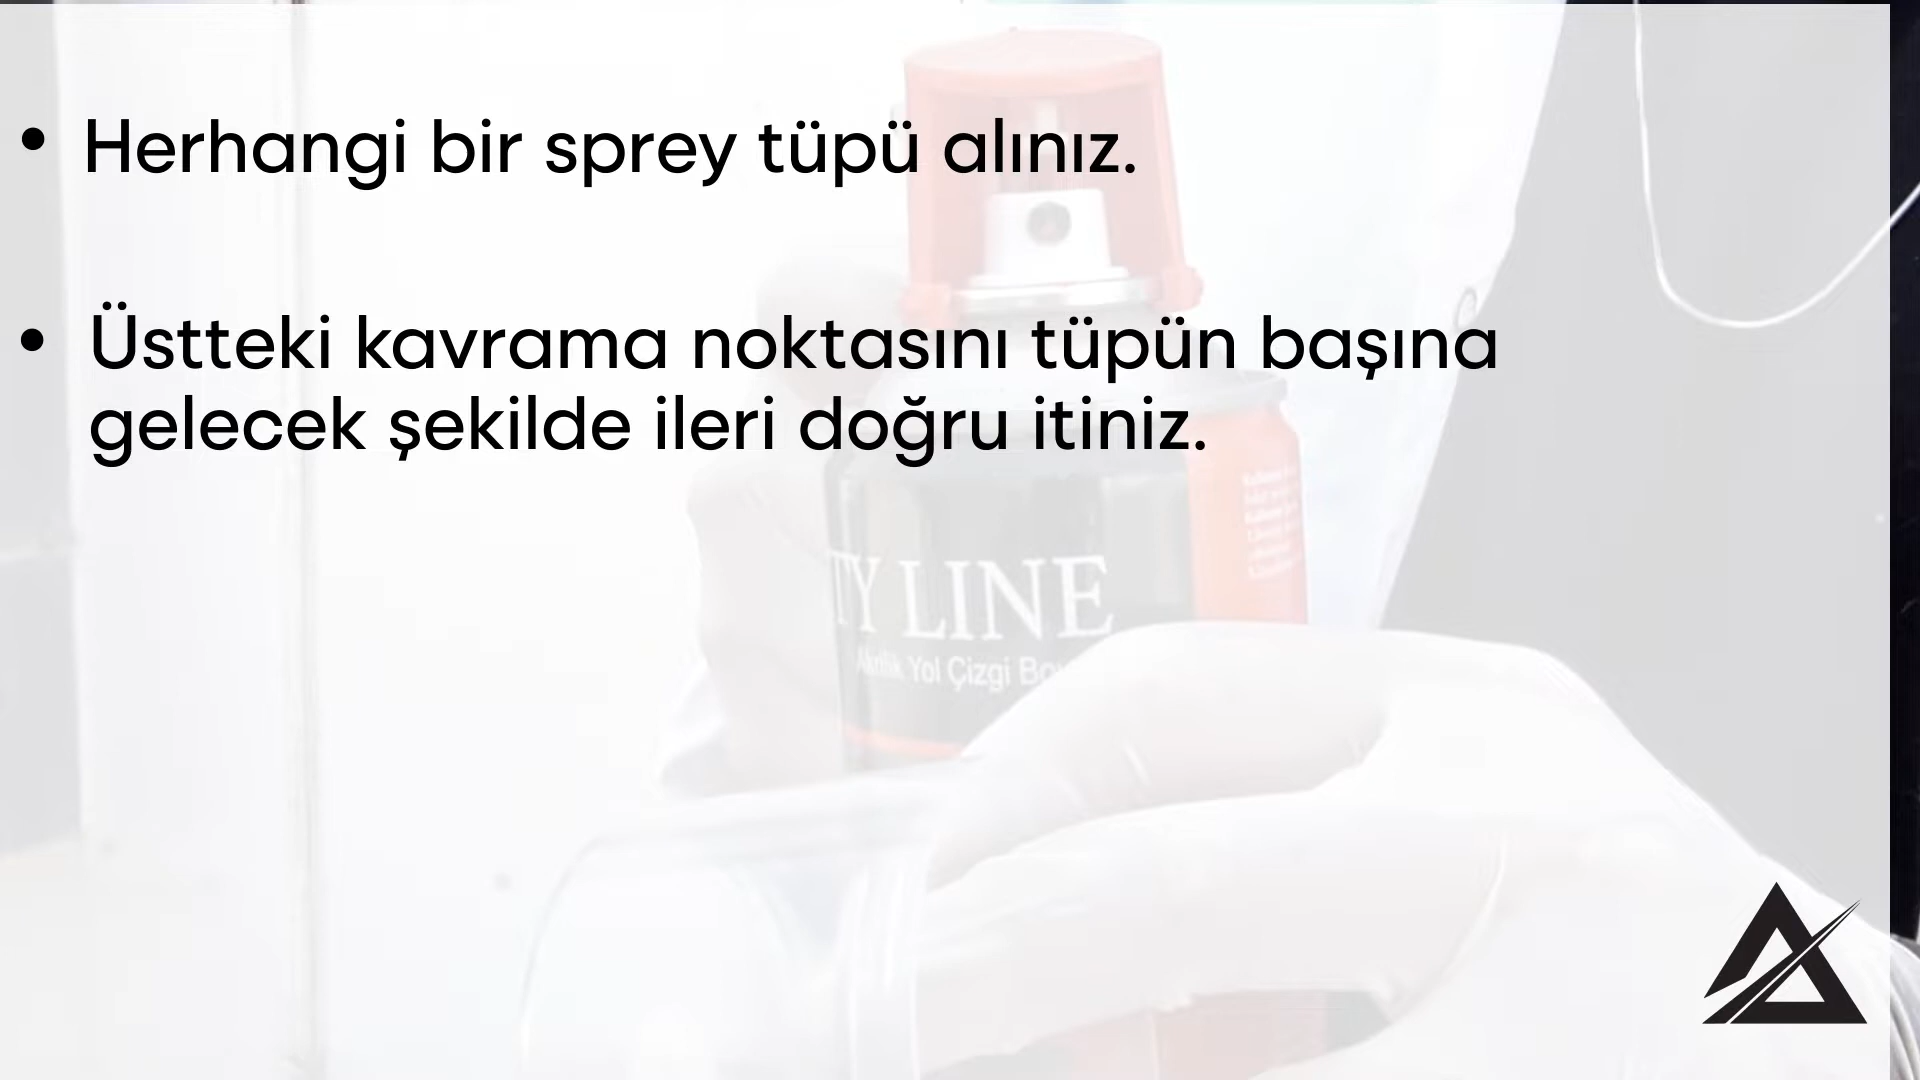 • Herhangi bir sprey tüpü alınız.
• Üstteki kavrama noktasını tüpün başına
gelecek şekilde ileri doğru itiniz.
TY LINE
Akrilik Yol Çizgi